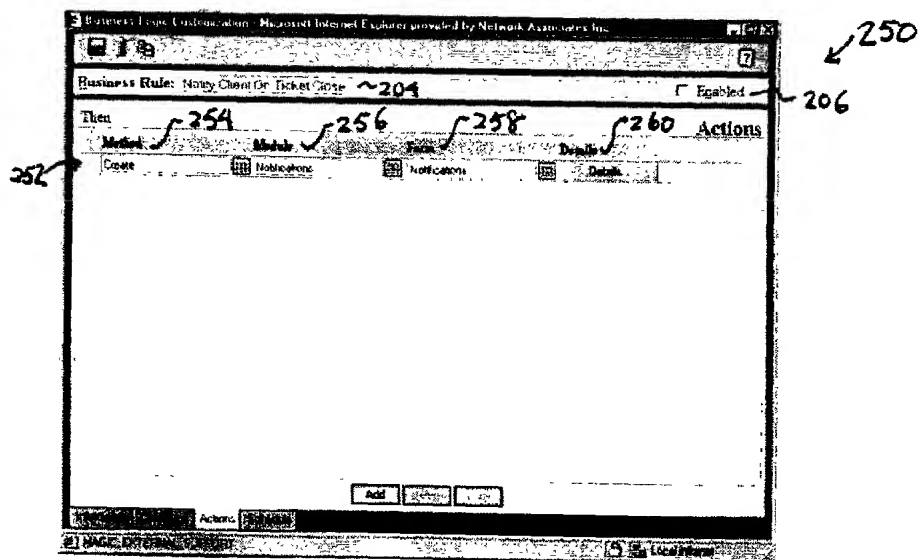 Business Logic Customization - Microsoft Internet Explorer provided by Network Associates Inc.
250
?
Business Rule: Notify Client On Ticket Close ~204
Enabled
206
Then
254
256
258
260
Actions
Method
Module
Form
Details
252
Create
Notifications
Notifications
Details
Add
Actions
Local intranet